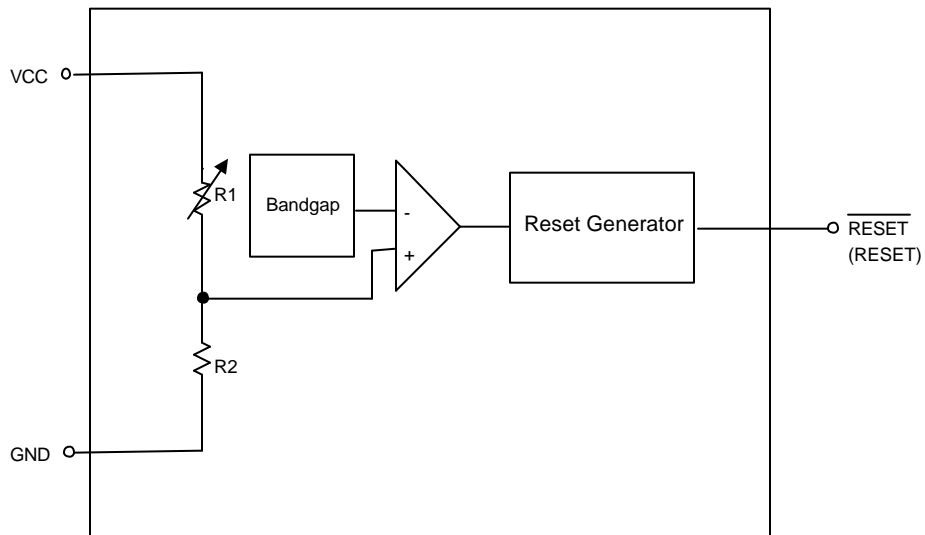 VCC
R1
Bandgap
-
+
Reset Generator
RESET
(RESET)
R2
GND